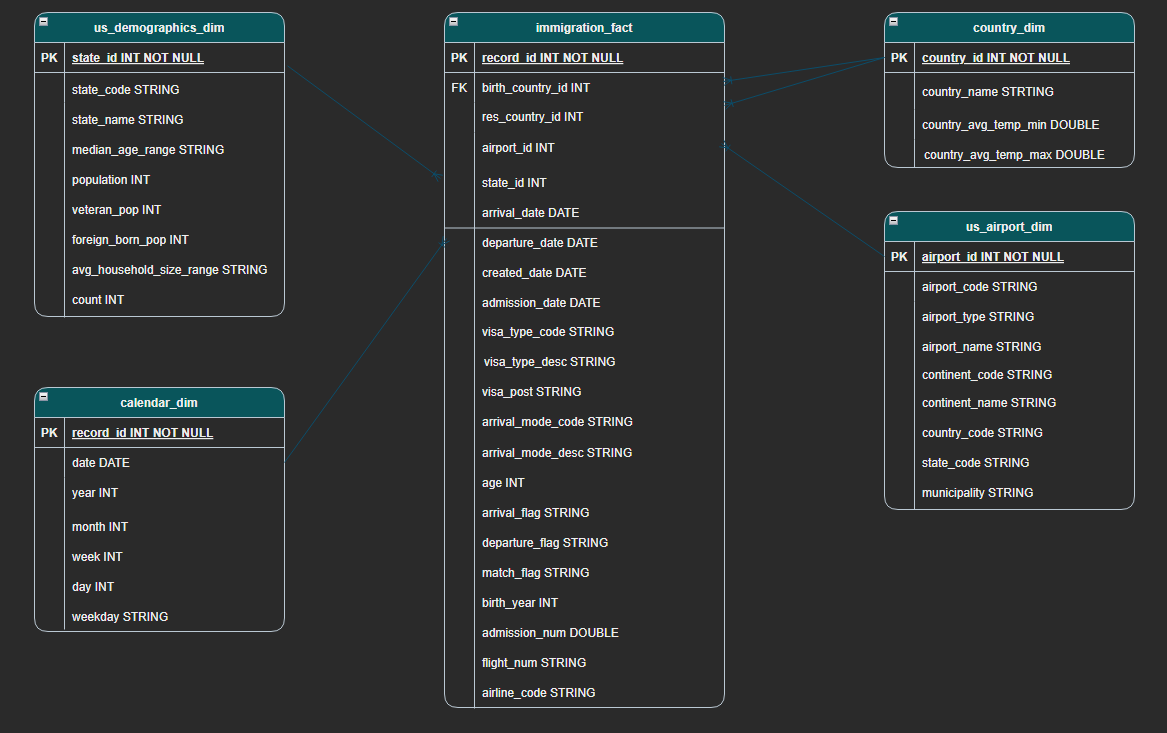 us_demographics_dim
PK state_id INT NOT NULL
state_code STRING
state_name STRING
median_age_range STRING
population INT
veteran_pop INT
foreign_born_pop INT
avg_household_size_range STRING
count INT
calendar_dim
PK record_id INT NOT NULL
date DATE
year INT
month INT
week INT
day INT
weekday STRING
immigration_fact
PK record_id INT NOT NULL
FK birth_country_id INT
res_country_id INT
airport_id INT
state_id INT
arrival_date DATE
departure_date DATE
created_date DATE
admission_date DATE
visa_type_code STRING
visa_type_desc STRING
visa_post STRING
arrival_mode_code STRING
arrival_mode_desc STRING
age INT
arrival_flag STRING
departure_flag STRING
match_flag STRING
birth_year INT
admission_num DOUBLE
flight_num STRING
airline_code STRING
country_dim
PK country_id INT NOT NULL
country_name STRTING
country_avg_temp_min DOUBLE
country_avg_temp_max DOUBLE
us_airport_dim
PK airport_id INT NOT NULL
airport_code STRING
airport_type STRING
airport_name STRING
continent_code STRING
continent_name STRING
country_code STRING
state_code STRING
municipality STRING